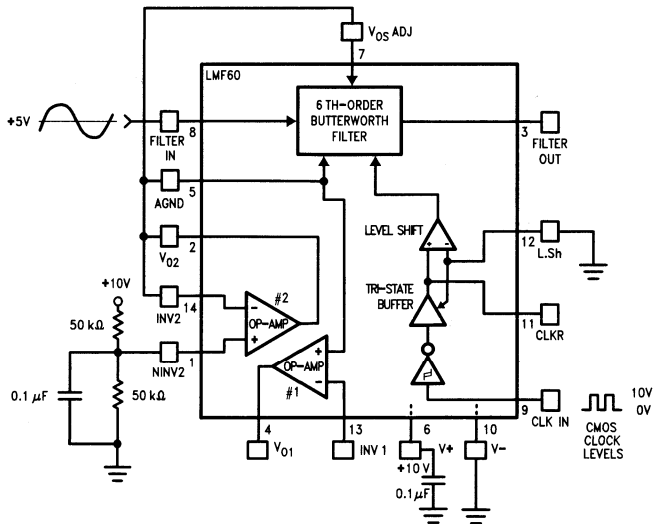 V_OS ADJ
7
LMF60
6 TH-ORDER
BUTTERWORTH
FILTER
+5V
8
FILTER
IN
3
FILTER
OUT
5
AGND
LEVEL SHIFT
+ −
12
L.Sh
2
V_O2
TRI-STATE
BUFFER
+10V
14
INV2
−
#2
OP-AMP
+
11
CLKR
50 kΩ
1
NINV2
0.1 μF
50 kΩ
+
OP-AMP
−
#1
9
CLK IN
10V
0V
CMOS
CLOCK
LEVELS
4
V_O1
13
INV 1
6
V+
10
V−
+10 V
0.1μF